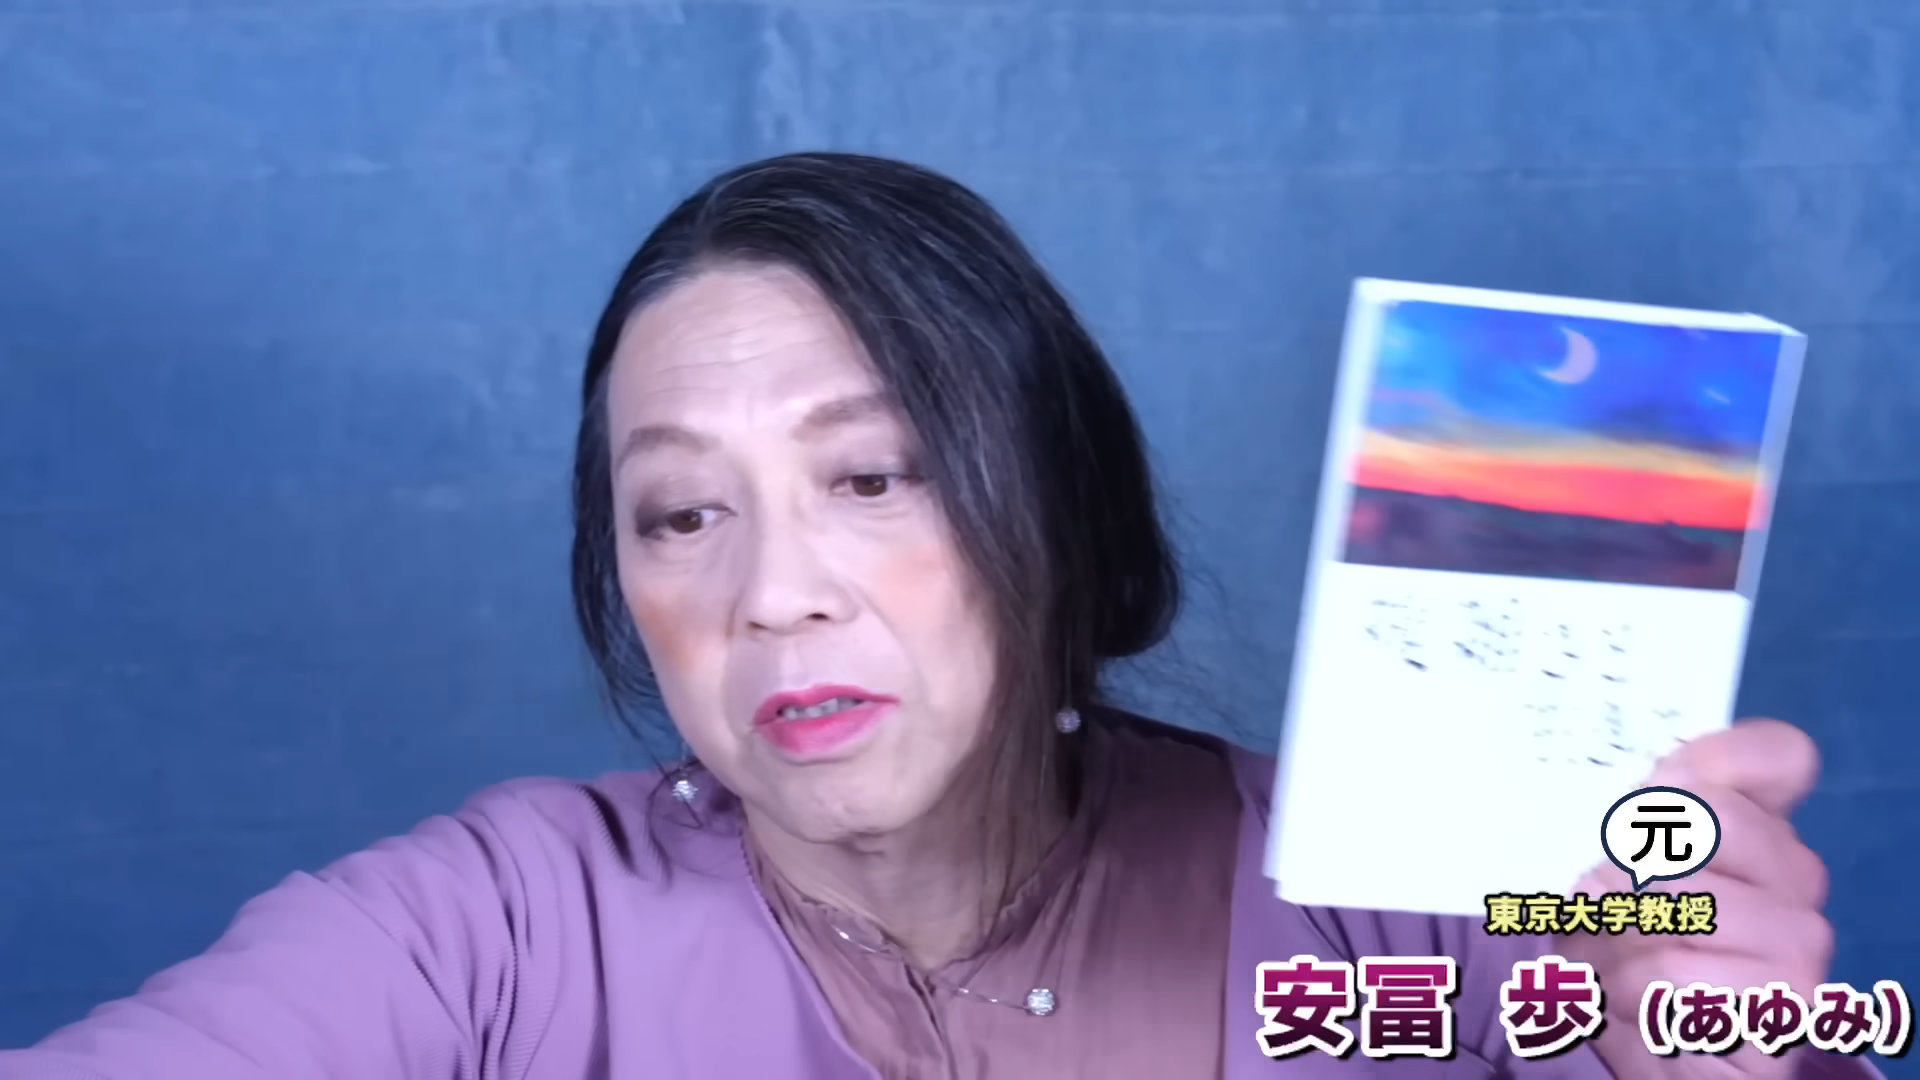 元
東京大学教授
安冨 歩 (あゆみ)